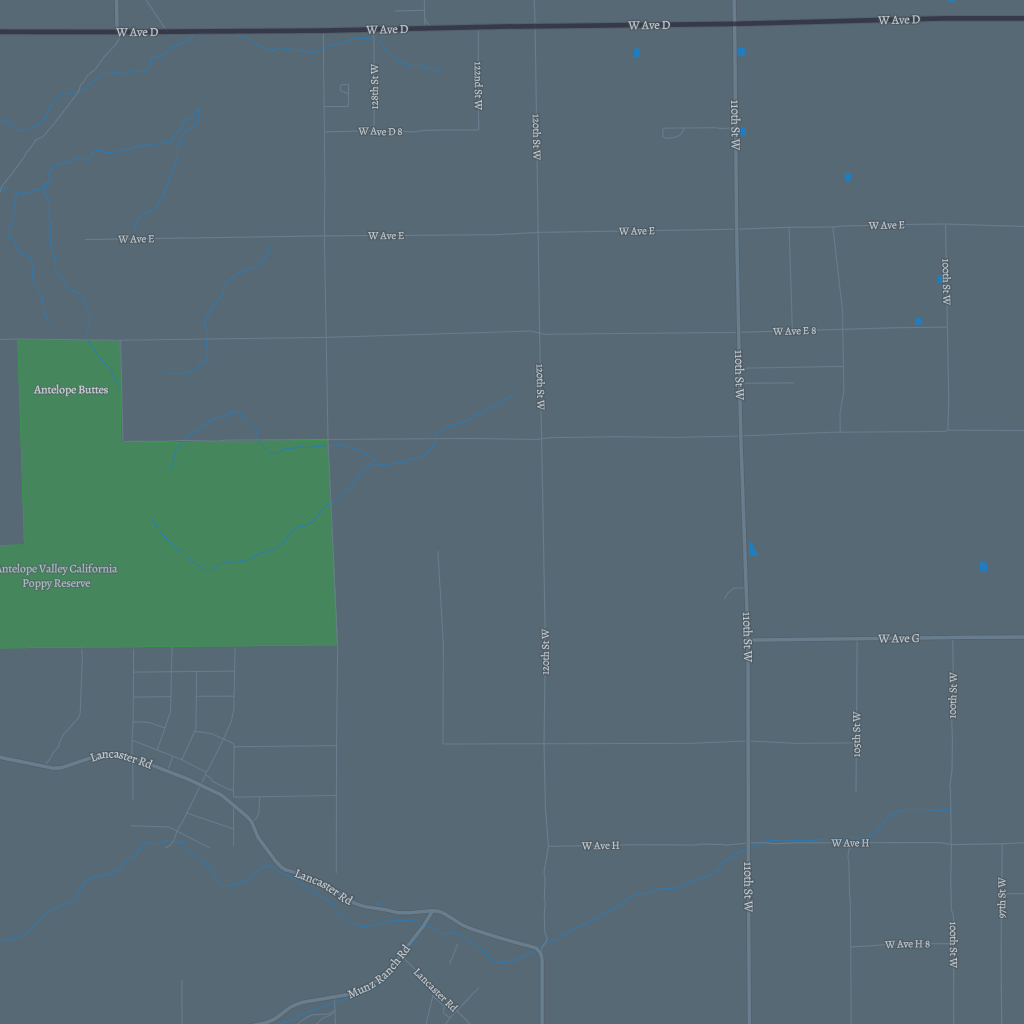 W Ave D
W Ave D
W Ave D
W Ave D
128th St W
122nd St W
W Ave D 8
120th St W
110th St W
W Ave E
W Ave E
W Ave E
W Ave E
100th St W
W Ave E 8
Antelope Buttes
120th St W
110th St W
Antelope Valley California
Poppy Reserve
120th St W
110th St W
W Ave G
100th St W
105th St W
Lancaster Rd
W Ave H
W Ave H
Lancaster Rd
110th St W
97th St W
100th St W
W Ave H 8
Munz Ranch Rd
Lancaster Rd